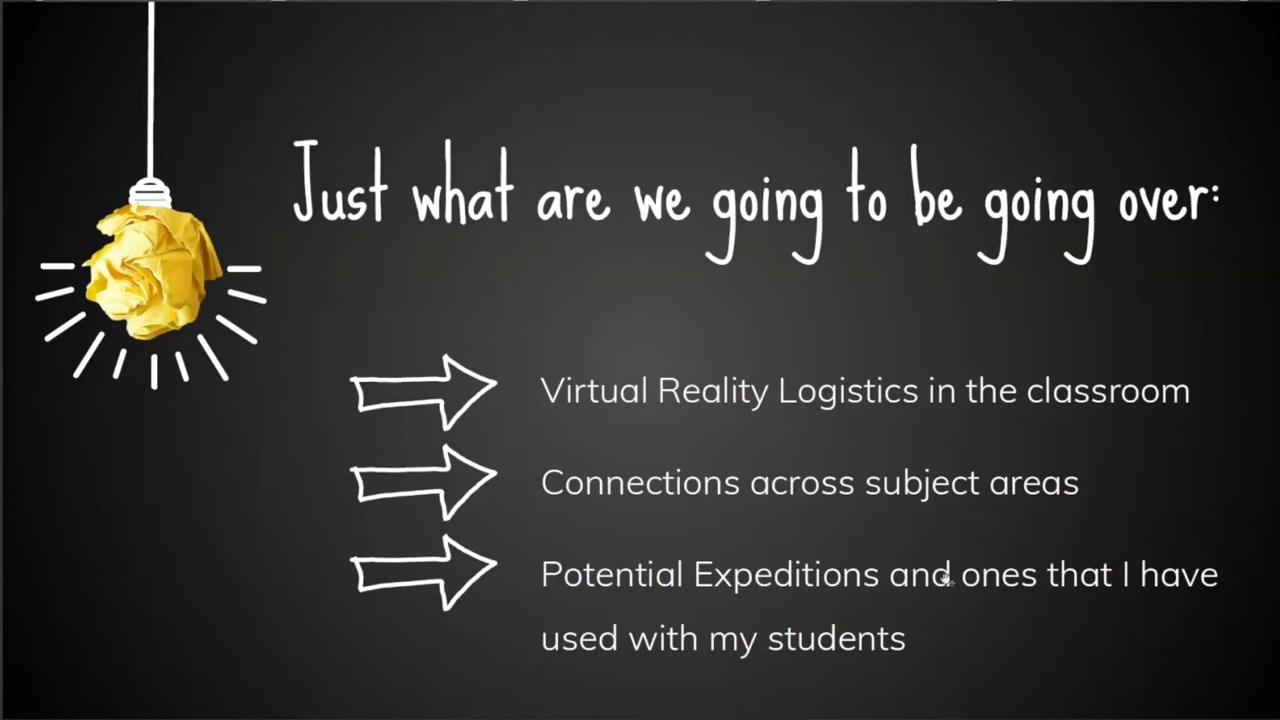 Just what are we going to be going over:
Virtual Reality Logistics in the classroom
Connections across subject areas
Potential Expeditions and ones that I have
used with my students